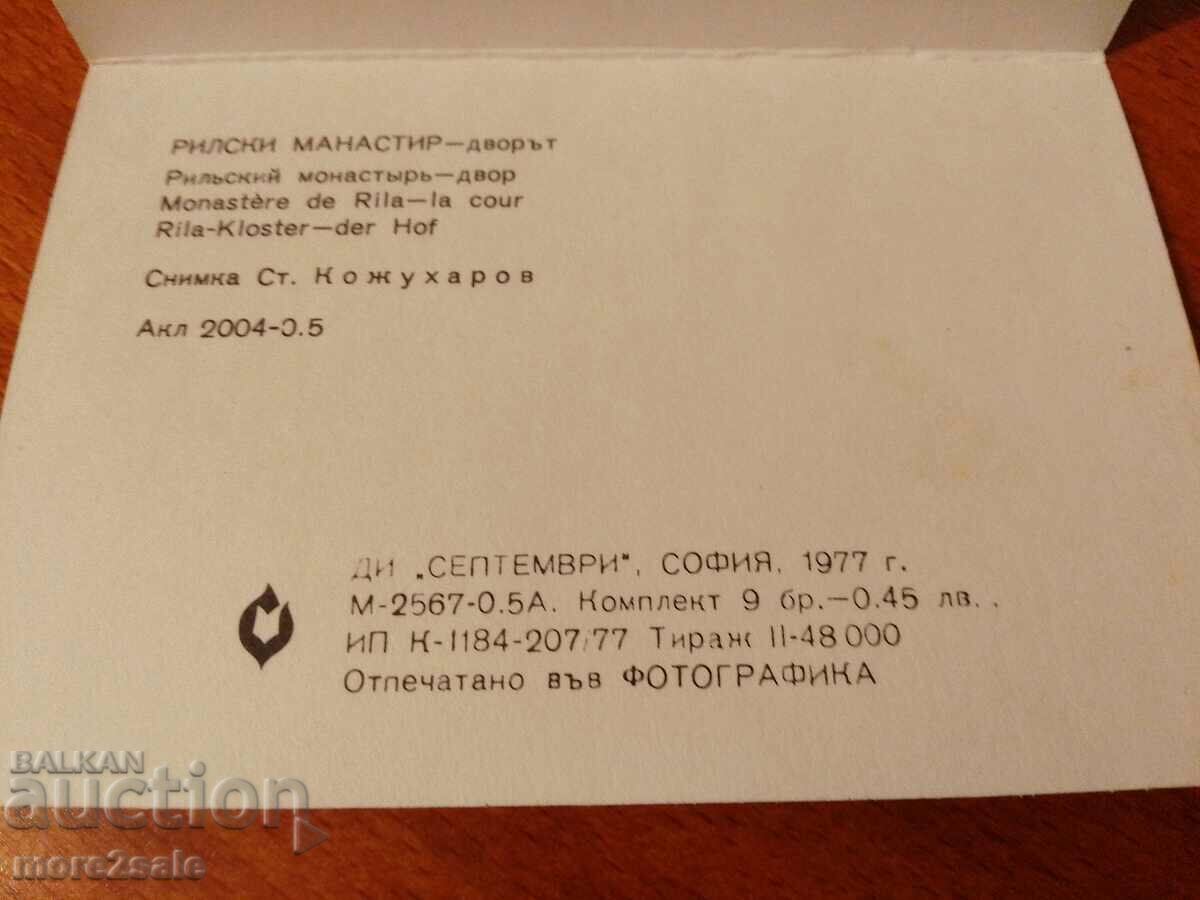 РИЛСКИ МАНАСТИР—дворът
Рильский монастырь—двор
Monastère de Rila—la cour
Rila-Kloster—der Hof
Снимка Ст. Кожухаров
Акл 2004-0.5
ДИ „СЕПТЕМВРИ", СОФИЯ, 1977 г.
М-2567-0.5А. Комплект 9 бр.—0.45 лв..
ИП К-1184-207/77 Тираж II-48 000
Отпечатано във ФОТОГРАФИКА
BALKAN
auction
more2sale